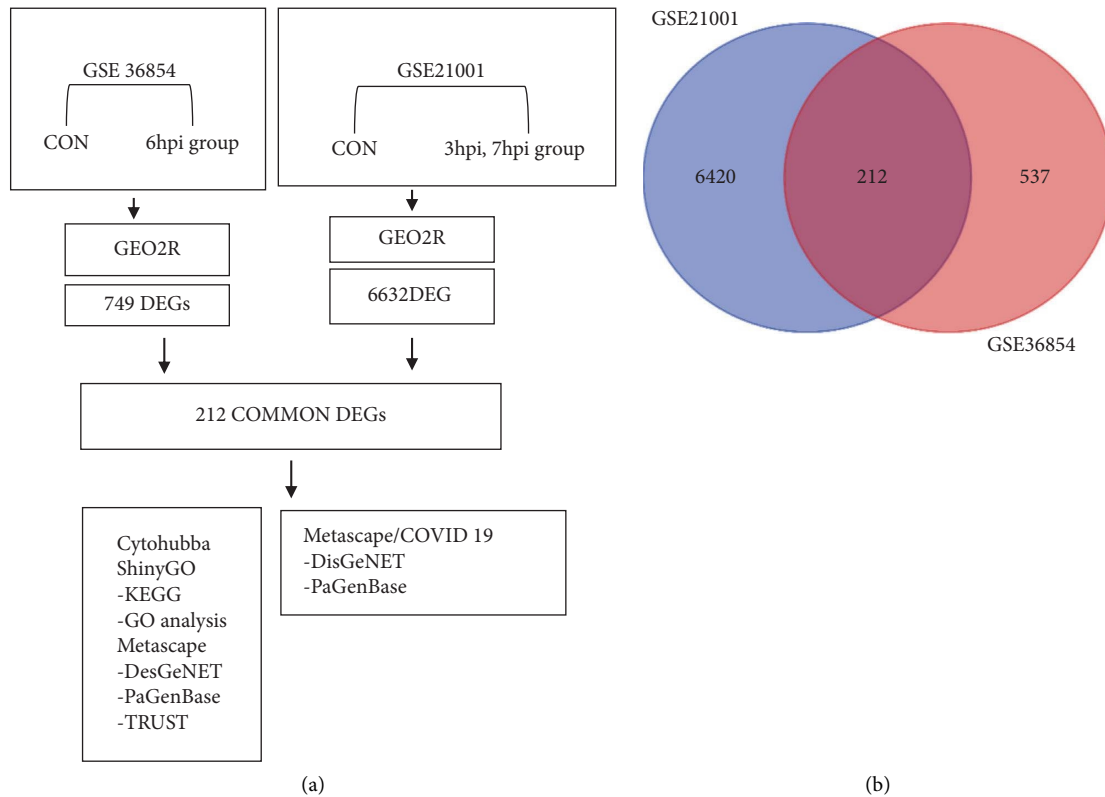 GSE 36854
CON
6hpi group
GEO2R
749 DEGs
GSE21001
CON
3hpi, 7hpi group
GEO2R
6632DEG
212 COMMON DEGs
Cytohubba
ShinyGO
-KEGG
-GO analysis
Metascape
-DesGeNET
-PaGenBase
-TRUST
Metascape/COVID 19
-DisGeNET
-PaGenBase
(a)
GSE21001
6420
212
537
GSE36854
(b)